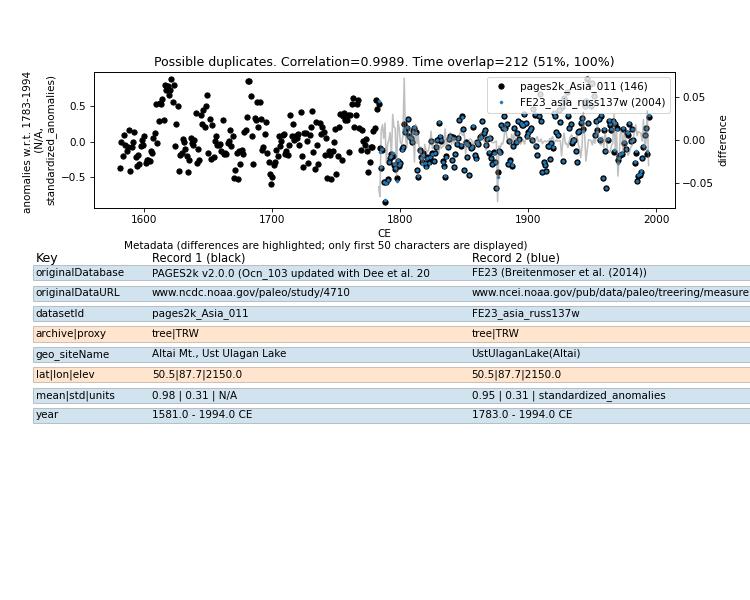 Possible duplicates. Correlation=0.9989. Time overlap=212 (51%, 100%)
anomalies w.r.t. 1783-1994
(N/A,
standardized_anomalies)
0.5
0.0
−0.5
pages2k_Asia_011 (146)
FE23_asia_russ137w (2004)
0.05
0.00
−0.05
difference
1600
1700
1800
1900
2000
CE
Metadata (differences are highlighted; only first 50 characters are displayed)
Key Record 1 (black) Record 2 (blue)
originalDatabase PAGES2k v2.0.0 (Ocn_103 updated with Dee et al. 20 FE23 (Breitenmoser et al. (2014))
originalDataURL www.ncdc.noaa.gov/paleo/study/4710 www.ncei.noaa.gov/pub/data/paleo/treering/measure
datasetId pages2k_Asia_011 FE23_asia_russ137w
archive|proxy tree|TRW tree|TRW
geo_siteName Altai Mt., Ust Ulagan Lake UstUlaganLake(Altai)
lat|lon|elev 50.5|87.7|2150.0 50.5|87.7|2150.0
mean|std|units 0.98 | 0.31 | N/A 0.95 | 0.31 | standardized_anomalies
year 1581.0 - 1994.0 CE 1783.0 - 1994.0 CE